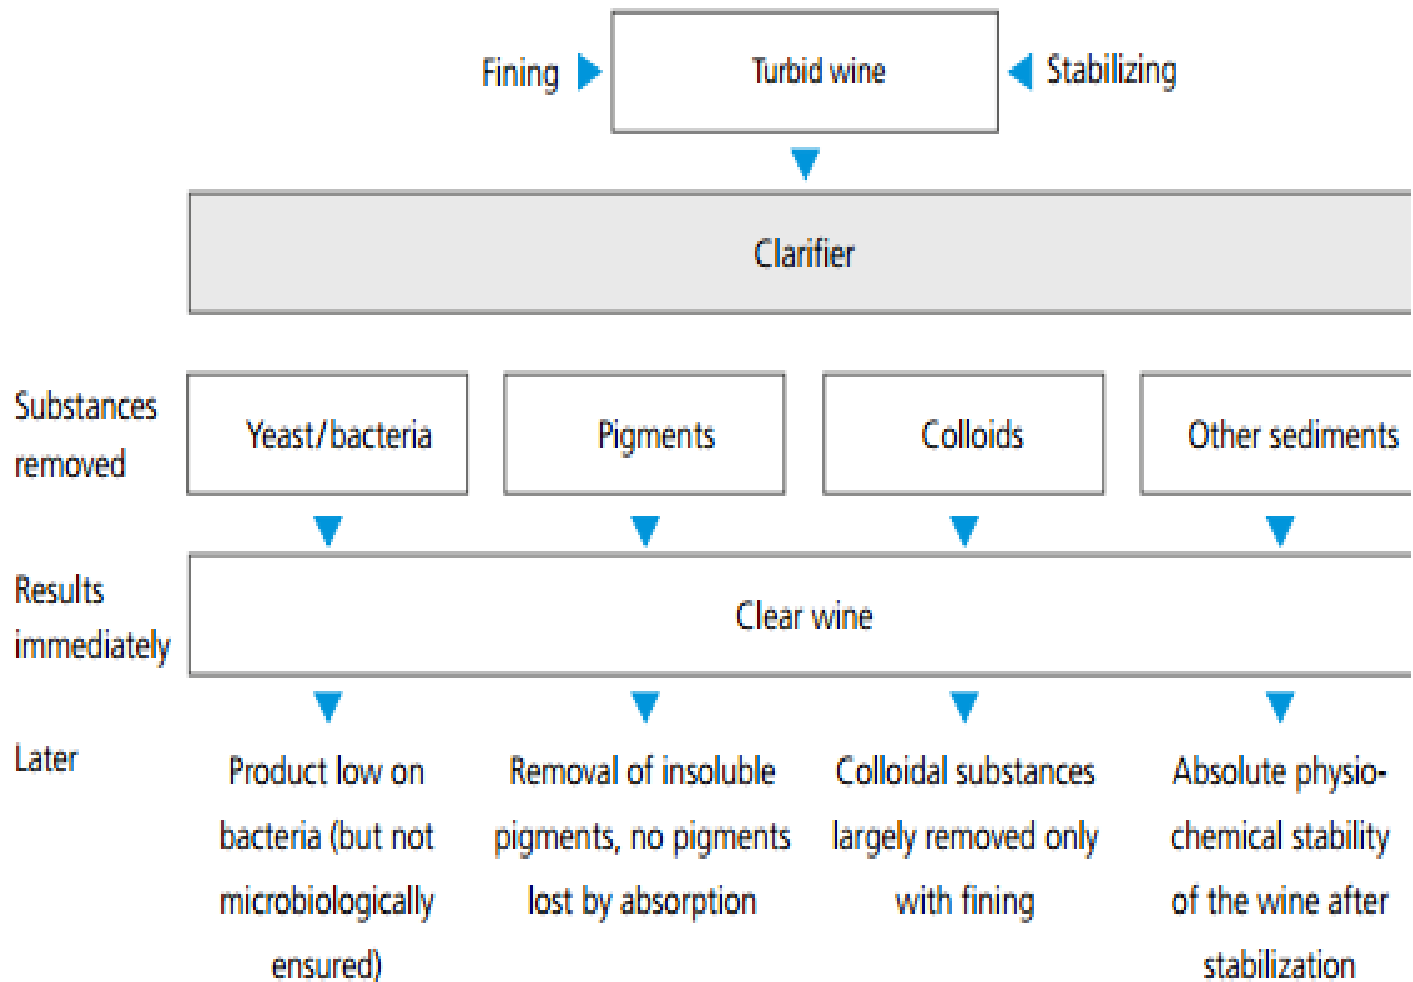 Fining
Turbid wine
Stabilizing
Clarifier
Substances
removed
Yeast/bacteria
Pigments
Colloids
Other sediments
Results
immediately
Clear wine
Later
Product low on
bacteria (but not
microbiologically
ensured)
Removal of insoluble
pigments, no pigments
lost by absorption
Colloidal substances
largely removed only
with fining
Absolute physio-
chemical stability
of the wine after
stabilization